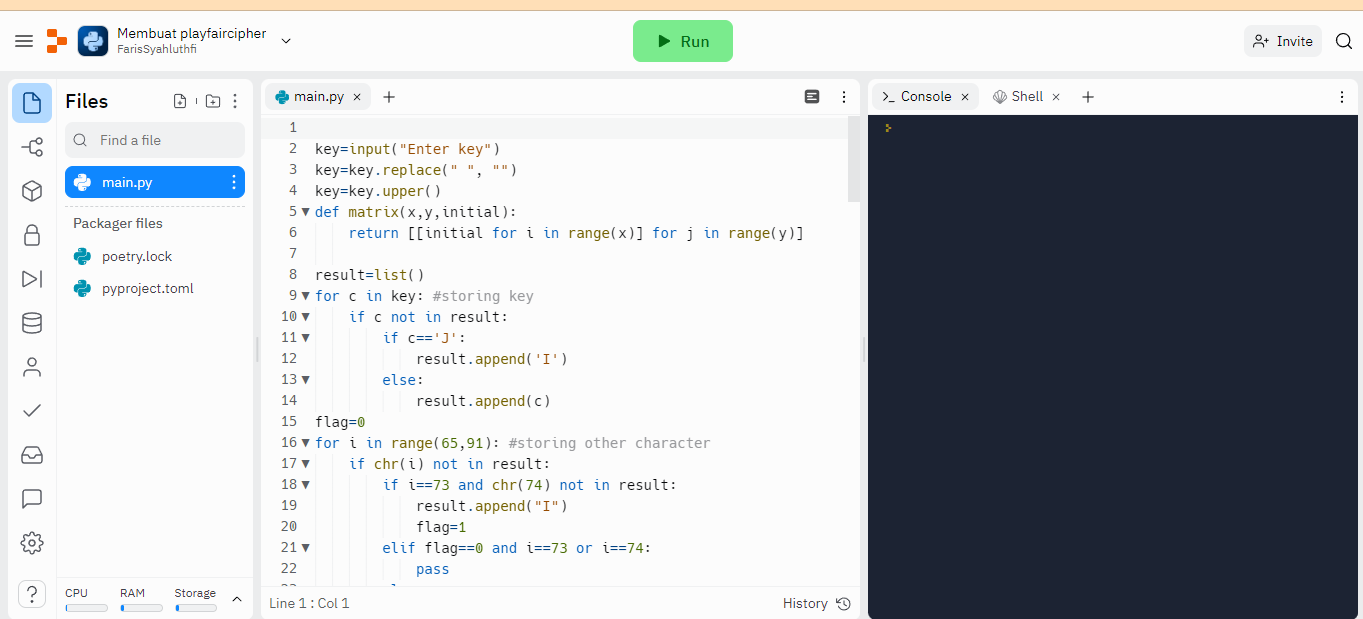 Membuat playfaircipher
FarisSyahluthfi
Run
Invite
Files
Find a file
main.py
Packager files
poetry.lock
pyproject.toml
CPU RAM Storage
main.py
1
2 key=input("Enter key")
3 key=key.replace(" ", "")
4 key=key.upper()
5 def matrix(x,y,initial):
6     return [[initial for i in range(x)] for j in range(y)]
7
8 result=list()
9 for c in key: #storing key
10     if c not in result:
11         if c=='J':
12             result.append('I')
13         else:
14             result.append(c)
15 flag=0
16 for i in range(65,91): #storing other character
17     if chr(i) not in result:
18         if i==73 and chr(74) not in result:
19             result.append("I")
20             flag=1
21         elif flag==0 and i==73 or i==74:
22             pass
Line 1 : Col 1
History
Console
Shell